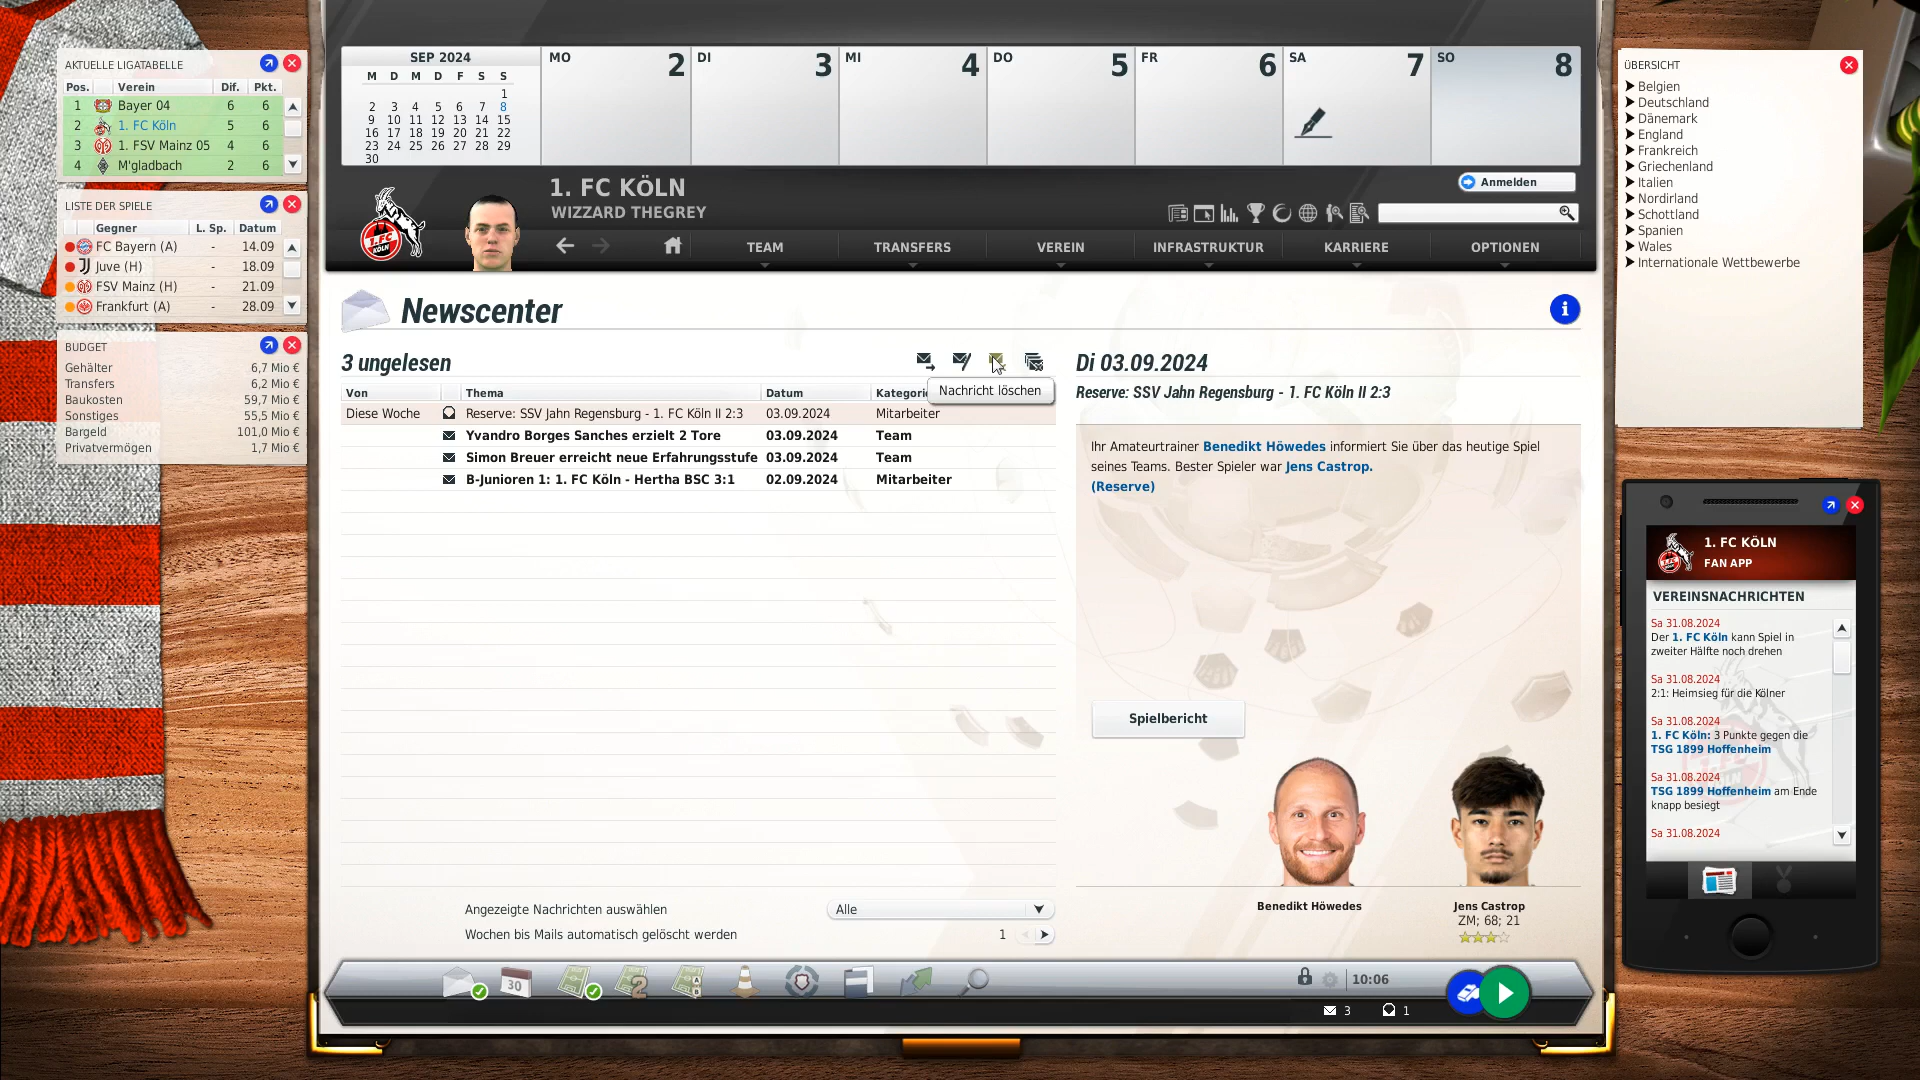 AKTUELLE LIGATABELLE
Pos. Verein Dif. Pkt.
1 Bayer 04 6 6
2 1. FC Köln 5 6
3 1. FSV Mainz 05 4 6
4 M'gladbach 2 6
LISTE DER SPIELE
Gegner L. Sp. Datum
FC Bayern (A) - 14.09
Juve (H) - 18.09
FSV Mainz (H) - 21.09
Frankfurt (A) - 28.09
BUDGET
Gehälter 6,7 Mio €
Transfers 6,2 Mio €
Baukosten 59,7 Mio €
Sonstiges 55,5 Mio €
Bargeld 101,0 Mio €
Privatvermögen 1,7 Mio €
SEP 2024
M D M D F S S
1
2 3 4 5 6 7 8
9 10 11 12 13 14 15
16 17 18 19 20 21 22
23 24 25 26 27 28 29
30
MO 2 DI 3 MI 4 DO 5 FR 6 SA 7 SO 8
1. FC KÖLN
WIZZARD THEGREY
Anmelden
TEAM TRANSFERS VEREIN INFRASTRUKTUR KARRIERE OPTIONEN
Newscenter
3 ungelesen
Von Thema Datum Kategori
Nachricht löschen
Diese Woche Reserve: SSV Jahn Regensburg - 1. FC Köln II 2:3 03.09.2024 Mitarbeiter
Yvandro Borges Sanches erzielt 2 Tore 03.09.2024 Team
Simon Breuer erreicht neue Erfahrungsstufe 03.09.2024 Team
B-Junioren 1: 1. FC Köln - Hertha BSC 3:1 02.09.2024 Mitarbeiter
Angezeigte Nachrichten auswählen Alle
Wochen bis Mails automatisch gelöscht werden 1
Di 03.09.2024
Reserve: SSV Jahn Regensburg - 1. FC Köln II 2:3
Ihr Amateurtrainer Benedikt Höwedes informiert Sie über das heutige Spiel
seines Teams. Bester Spieler war Jens Castrop.
(Reserve)
Spielbericht
Benedikt Höwedes
Jens Castrop
ZM; 68; 21
30
2
10:06
3 1
ÜBERSICHT
Belgien
Deutschland
Dänemark
England
Frankreich
Griechenland
Italien
Nordirland
Schottland
Spanien
Wales
Internationale Wettbewerbe
1. FC KÖLN
FAN APP
VEREINSNACHRICHTEN
Sa 31.08.2024
Der 1. FC Köln kann Spiel in
zweiter Hälfte noch drehen
Sa 31.08.2024
2:1: Heimsieg für die Kölner
Sa 31.08.2024
1. FC Köln: 3 Punkte gegen die
TSG 1899 Hoffenheim
Sa 31.08.2024
TSG 1899 Hoffenheim am Ende
knapp besiegt
Sa 31.08.2024